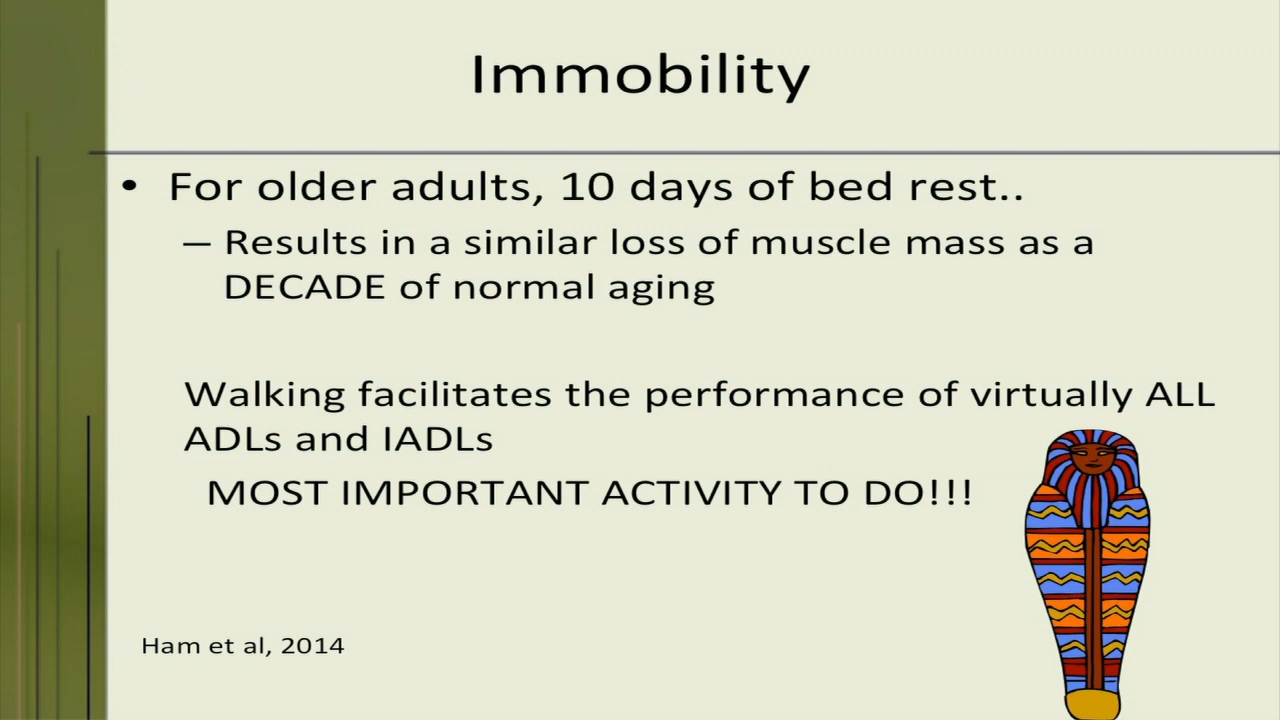 Immobility
• For older adults, 10 days of bed rest..
– Results in a similar loss of muscle mass as a
DECADE of normal aging
Walking facilitates the performance of virtually ALL
ADLs and IADLs
MOST IMPORTANT ACTIVITY TO DO!!!
Ham et al, 2014